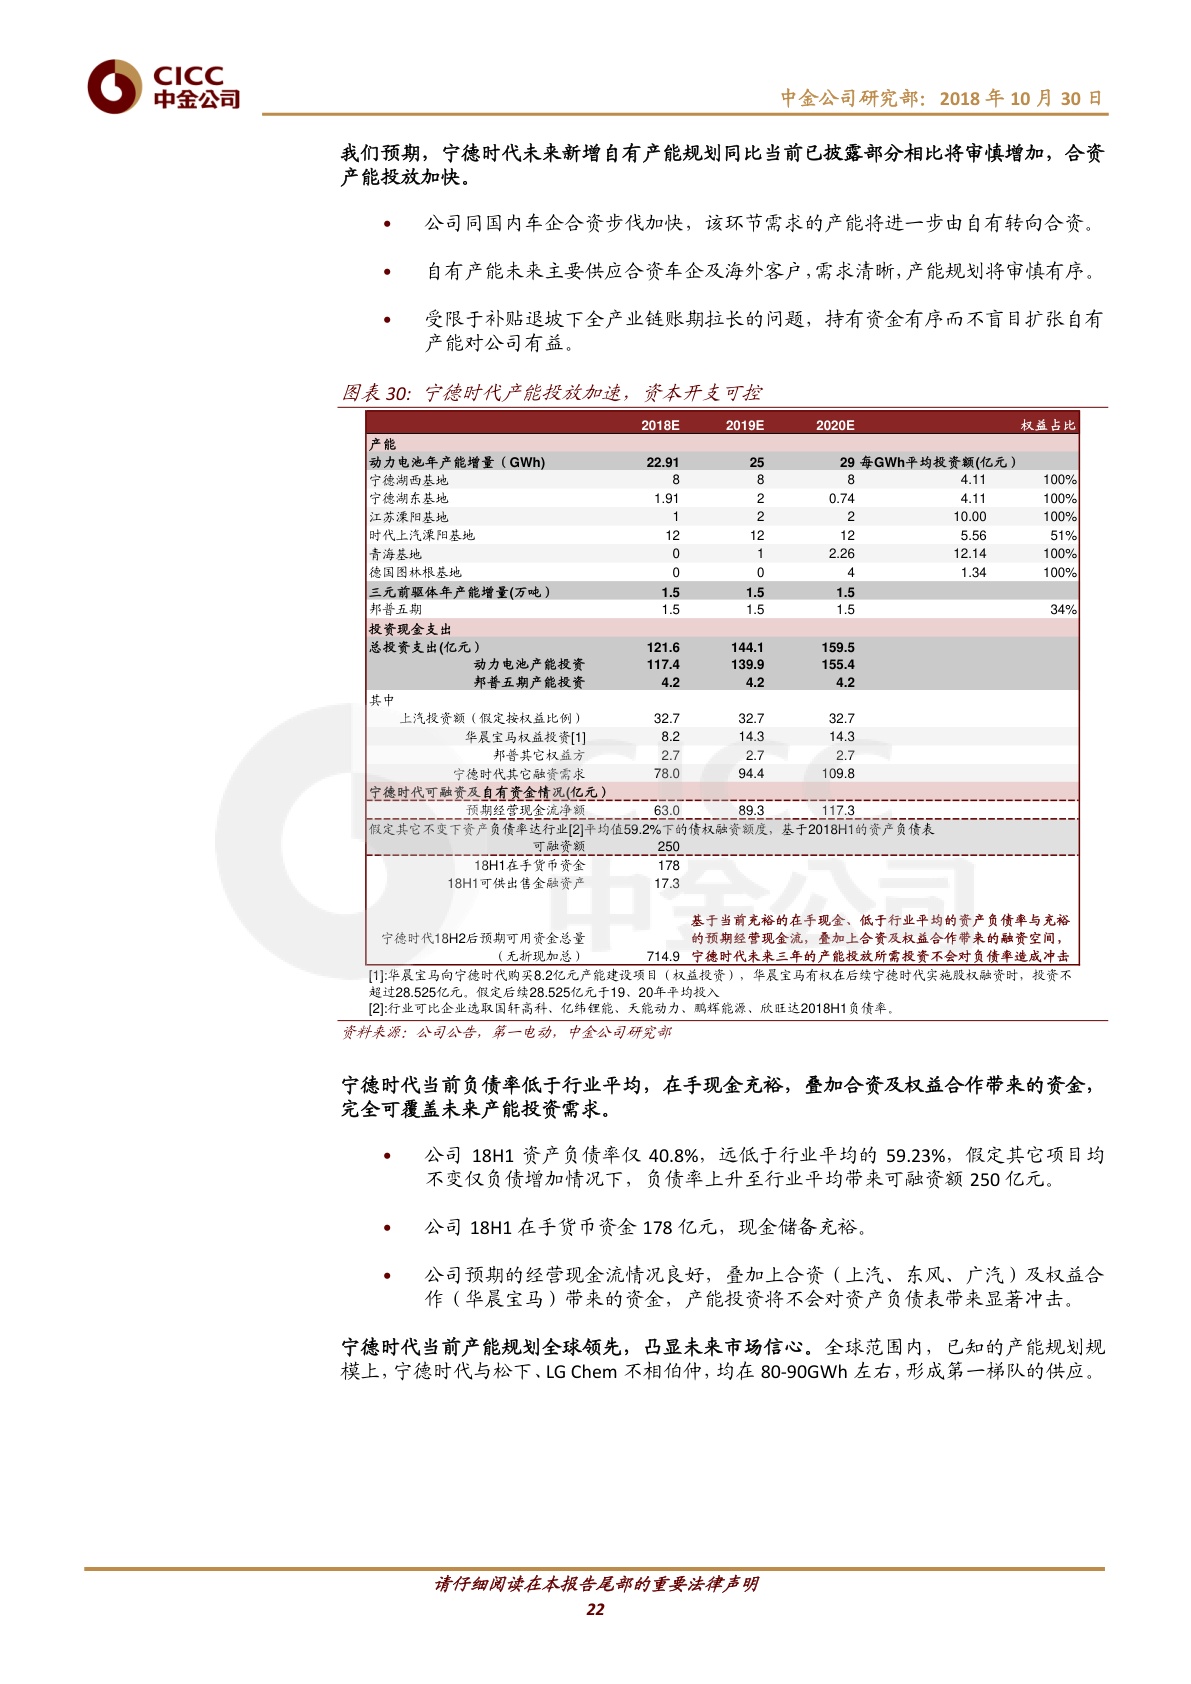 CICC
中金公司
中金公司研究部：2018 年 10 月 30 日
我们预期，宁德时代未来新增自有产能规划同比当前已披露部分相比将审慎增加，合资
产能投放加快。
• 公司同国内车企合资步伐加快，该环节需求的产能将进一步由自有转向合资。
• 自有产能未来主要供应合资车企及海外客户，需求清晰，产能规划将审慎有序。
• 受限于补贴退坡下全产业链账期拉长的问题，持有资金有序而不盲目扩张自有
产能对公司有益。
图表 30：宁德时代产能投放加速，资本开支可控
2018E 2019E 2020E 权益占比
产能
动力电池年产能增量（GWh) 22.91 25 29 每GWh平均投资额(亿元）
宁德湖西基地 8 8 8 4.11 100%
宁德湖东基地 1.91 2 0.74 4.11 100%
江苏溧阳基地 1 2 2 10.00 100%
时代上汽溧阳基地 12 12 12 5.56 51%
青海基地 0 1 2.26 12.14 100%
德国图林根基地 0 0 4 1.34 100%
三元前驱体年产能增量(万吨） 1.5 1.5 1.5
邦普五期 1.5 1.5 1.5 34%
投资现金支出
总投资支出(亿元） 121.6 144.1 159.5
动力电池产能投资 117.4 139.9 155.4
邦普五期产能投资 4.2 4.2 4.2
其中
上汽投资额（假定按权益比例） 32.7 32.7 32.7
华晨宝马权益投资[1] 8.2 14.3 14.3
邦普其它权益方 2.7 2.7 2.7
宁德时代其它融资需求 78.0 94.4 109.8
宁德时代可融资及自有资金情况(亿元）
预期经营现金流净额 63.0 89.3 117.3
假定其它不变下资产负债率达行业[2]平均值59.2%下的债权融资额度，基于2018H1的资产负债表
可融资额 250
18H1在手货币资金 178
18H1可供出售金融资产 17.3
基于当前充裕的在手现金、低于行业平均的资产负债率与充裕
宁德时代18H2后预期可用资金总量 的预期经营现金流，叠加上合资及权益合作带来的融资空间，
（无折现加总） 714.9 宁德时代未来三年的产能投放所需投资不会对负债率造成冲击
[1]:华晨宝马向宁德时代购买8.2亿元产能建设项目（权益投资），华晨宝马有权在后续宁德时代实施股权融资时，投资不
超过28.525亿元。假定后续28.525亿元于19、20年平均投入
[2]:行业可比企业选取国轩高科、亿纬锂能、天能动力、鹏辉能源、欣旺达2018H1负债率。
资料来源：公司公告，第一电动，中金公司研究部
宁德时代当前负债率低于行业平均，在手现金充裕，叠加合资及权益合作带来的资金，
完全可覆盖未来产能投资需求。
• 公司 18H1 资产负债率仅 40.8%，远低于行业平均的 59.23%，假定其它项目均
不变仅负债增加情况下，负债率上升至行业平均带来可融资额 250 亿元。
• 公司 18H1 在手货币资金 178 亿元，现金储备充裕。
• 公司预期的经营现金流情况良好，叠加上合资（上汽、东风、广汽）及权益合
作（华晨宝马）带来的资金，产能投资将不会对资产负债表带来显著冲击。
宁德时代当前产能规划全球领先，凸显未来市场信心。全球范围内，已知的产能规划规
模上，宁德时代与松下、LG Chem 不相伯仲，均在 80-90GWh 左右，形成第一梯队的供应。
请仔细阅读在本报告尾部的重要法律声明
22